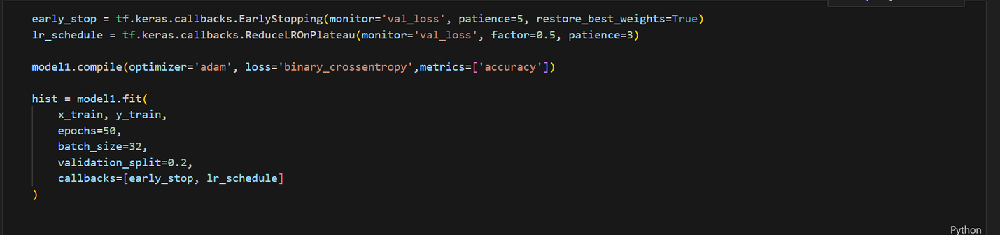 early_stop = tf.keras.callbacks.EarlyStopping(monitor='val_loss', patience=5, restore_best_weights=True)
lr_schedule = tf.keras.callbacks.ReduceLROnPlateau(monitor='val_loss', factor=0.5, patience=3)
model1.compile(optimizer='adam', loss='binary_crossentropy',metrics=['accuracy'])
hist = model1.fit(
    x_train, y_train,
    epochs=50,
    batch_size=32,
    validation_split=0.2,
    callbacks=[early_stop, lr_schedule]
)
Python